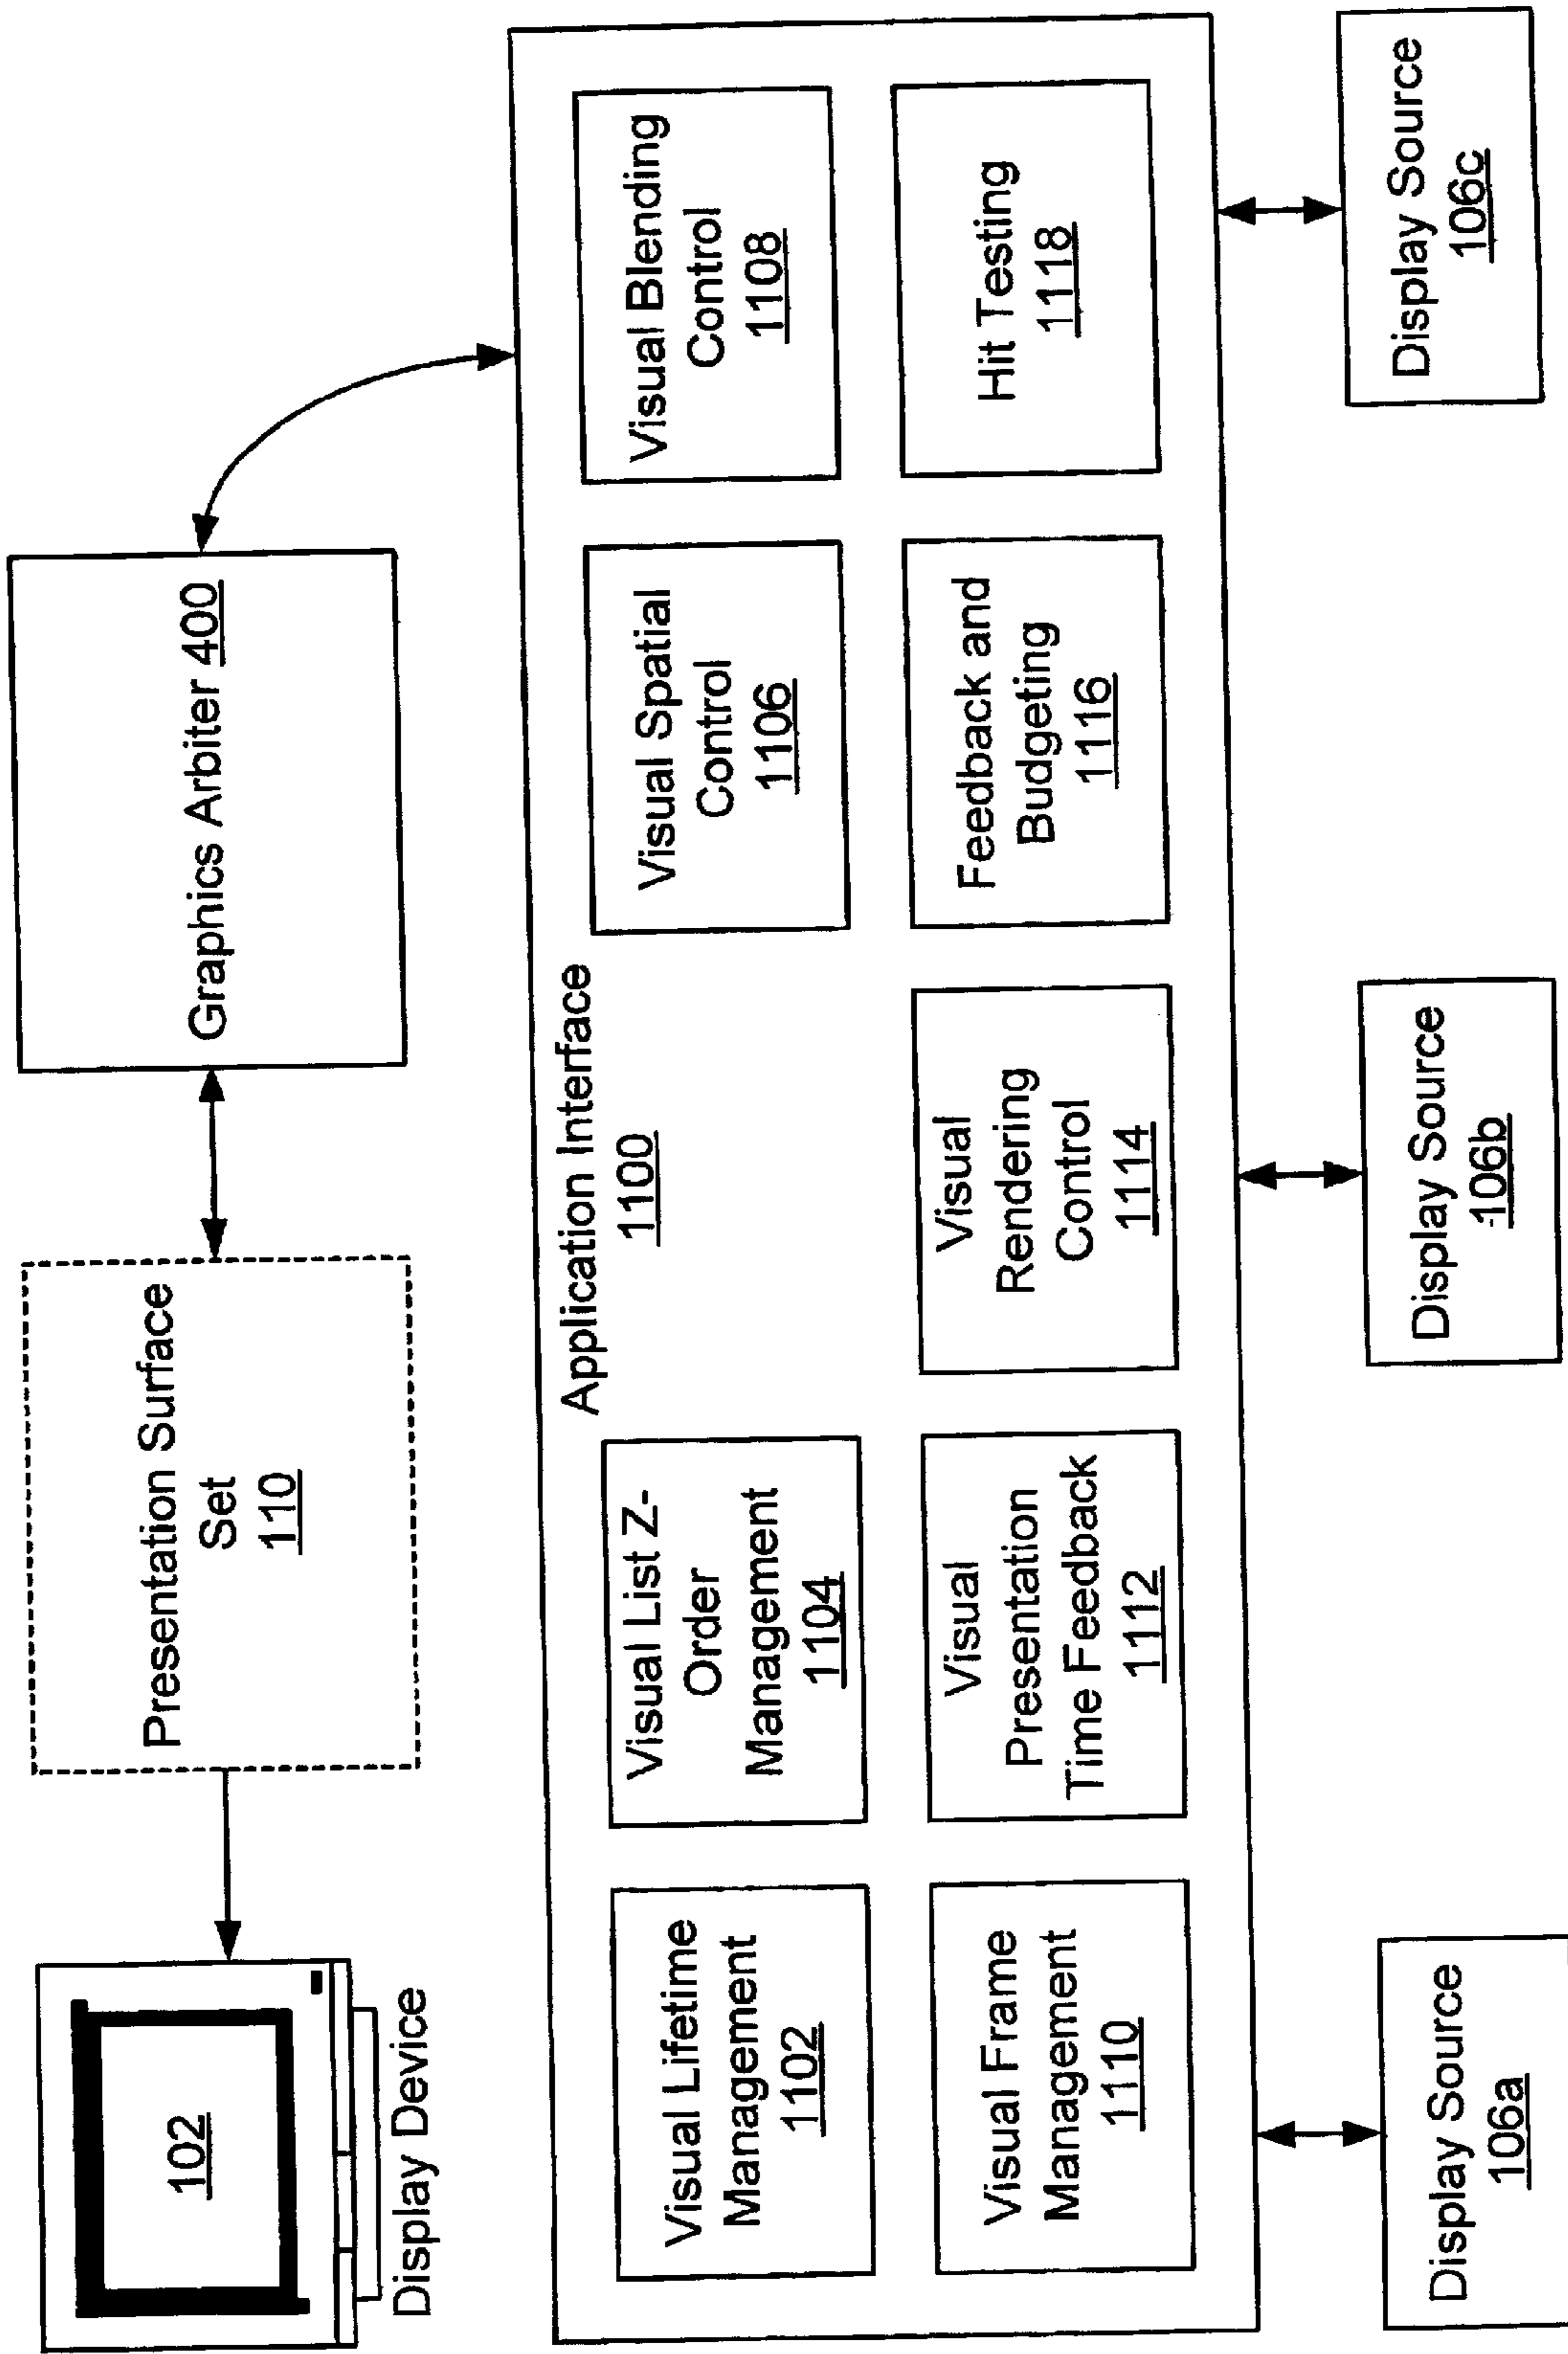 102
Display Device
Presentation Surface
Set
110
Graphics Arbiter 400
Application Interface
1100
Visual Lifetime
Management
1102
Visual List Z-
Order
Management
1104
Visual Spatial
Control
1106
Visual Blending
Control
1108
Visual Frame
Management
1110
Visual
Presentation
Time Feedback
1112
Visual
Rendering
Control
1114
Feedback and
Budgeting
1116
Hit Testing
1118
Display Source
106a
Display Source
106b
Display Source
106c